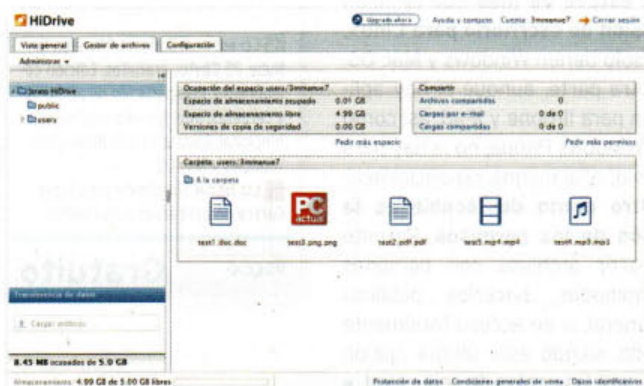 HiDrive
Upgrade ahora Ayuda y contacto Cuenta 3mmanue7 Cerrar sesión
Vista general Gestor de archivos Configuración
Administrar
Strato HiDrive
public
users
Ocupación del espacio users/3mmanue7
Espacio de almacenamiento ocupado 0.01 GB
Espacio de almacenamiento libre 4.99 GB
Versiones de copia de seguridad 0.00 GB
Pedir más espacio
Compartir
Archivos compartidos 0
Cargas por e-mail 0 de 0
Cargas compartidas 0 de 0
Pedir más permisos
Carpeta: users/3mmanue7
A la carpeta
PC
actual
test1.doc.doc test3.png.png test2.pdf.pdf test5.mp4.mp4 test4.mp3.mp3
Transferencia de datos
Cargar archivos
8.45 MB ocupados de 5.0 GB
Almacenamiento: 4.99 GB de 5.00 GB libres
Protección de datos Condiciones generales de venta Datos identificativos